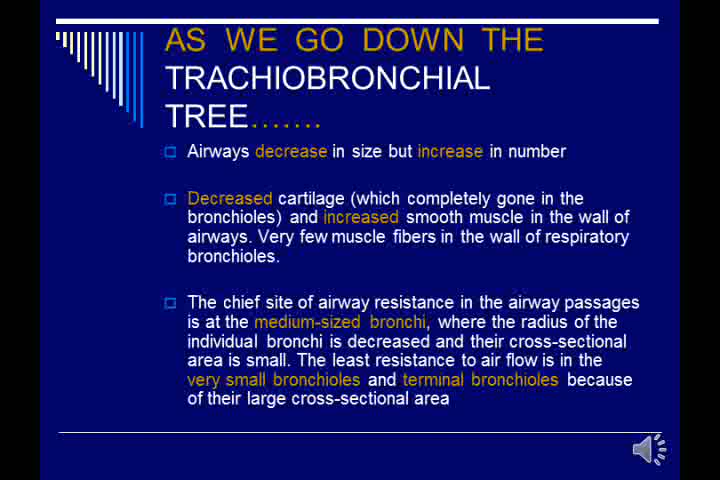 AS WE GO DOWN THE
TRACHIOBRONCHIAL
TREE…….
Airways decrease in size but increase in number
Decreased cartilage (which completely gone in the
bronchioles) and increased smooth muscle in the wall of
airways. Very few muscle fibers in the wall of respiratory
bronchioles.
The chief site of airway resistance in the airway passages
is at the medium-sized bronchi, where the radius of the
individual bronchi is decreased and their cross-sectional
area is small. The least resistance to air flow is in the
very small bronchioles and terminal bronchioles because
of their large cross-sectional area